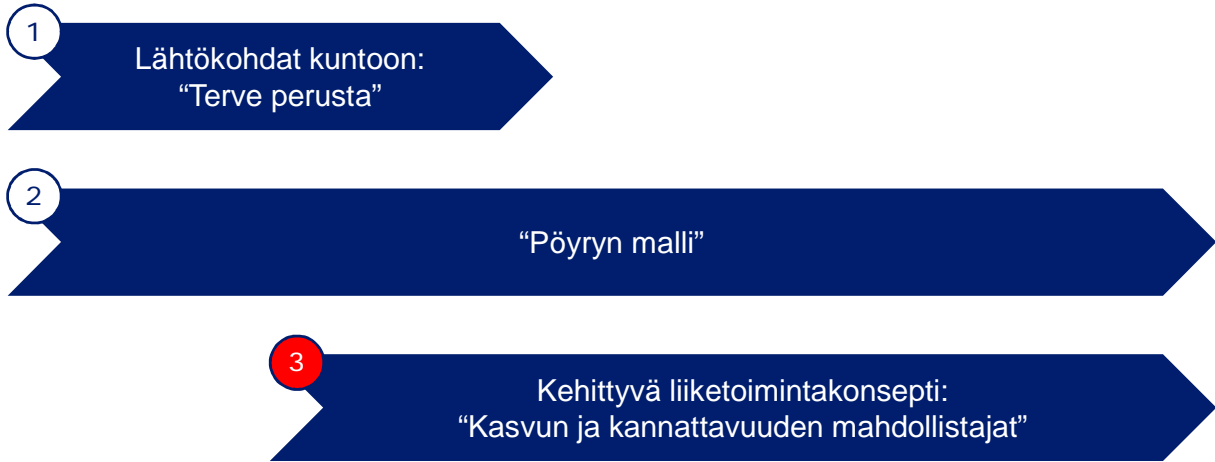 1
Lähtökohdat kuntoon:
“Terve perusta”
2
“Pöyryn malli”
3
Kehittyvä liiketoimintakonsepti:
“Kasvun ja kannattavuuden mahdollistajat”